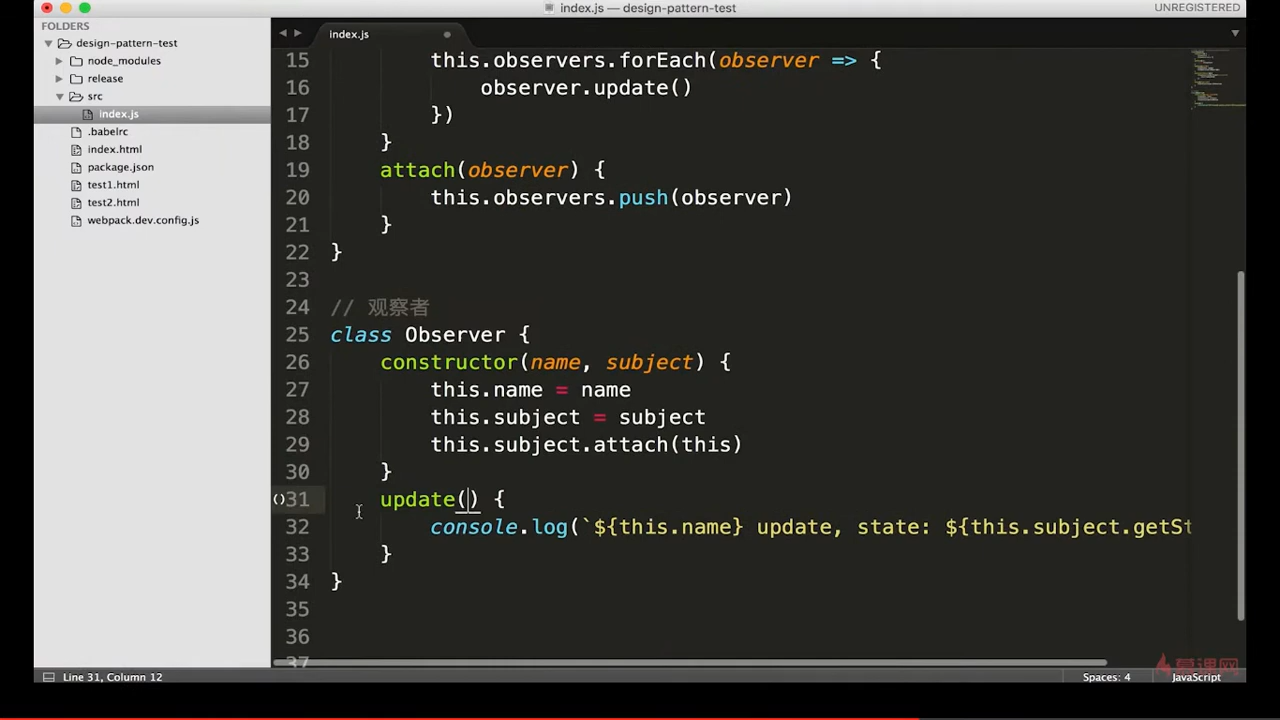 index.js — design-pattern-test
UNREGISTERED
FOLDERS
design-pattern-test
node_modules
release
src
index.js
.babelrc
index.html
package.json
test1.html
test2.html
webpack.dev.config.js
index.js
15 this.observers.forEach(observer => {
16 observer.update()
17 })
18 }
19 attach(observer) {
20 this.observers.push(observer)
21 }
22 }
23
24 // 观察者
25 class Observer {
26 constructor(name, subject) {
27 this.name = name
28 this.subject = subject
29 this.subject.attach(this)
30 }
31 update() {
32 console.log(`${this.name} update, state: ${this.subject.getSt
33 }
34 }
35
36
37
慕课网
Line 31, Column 12
Spaces: 4
JavaScript